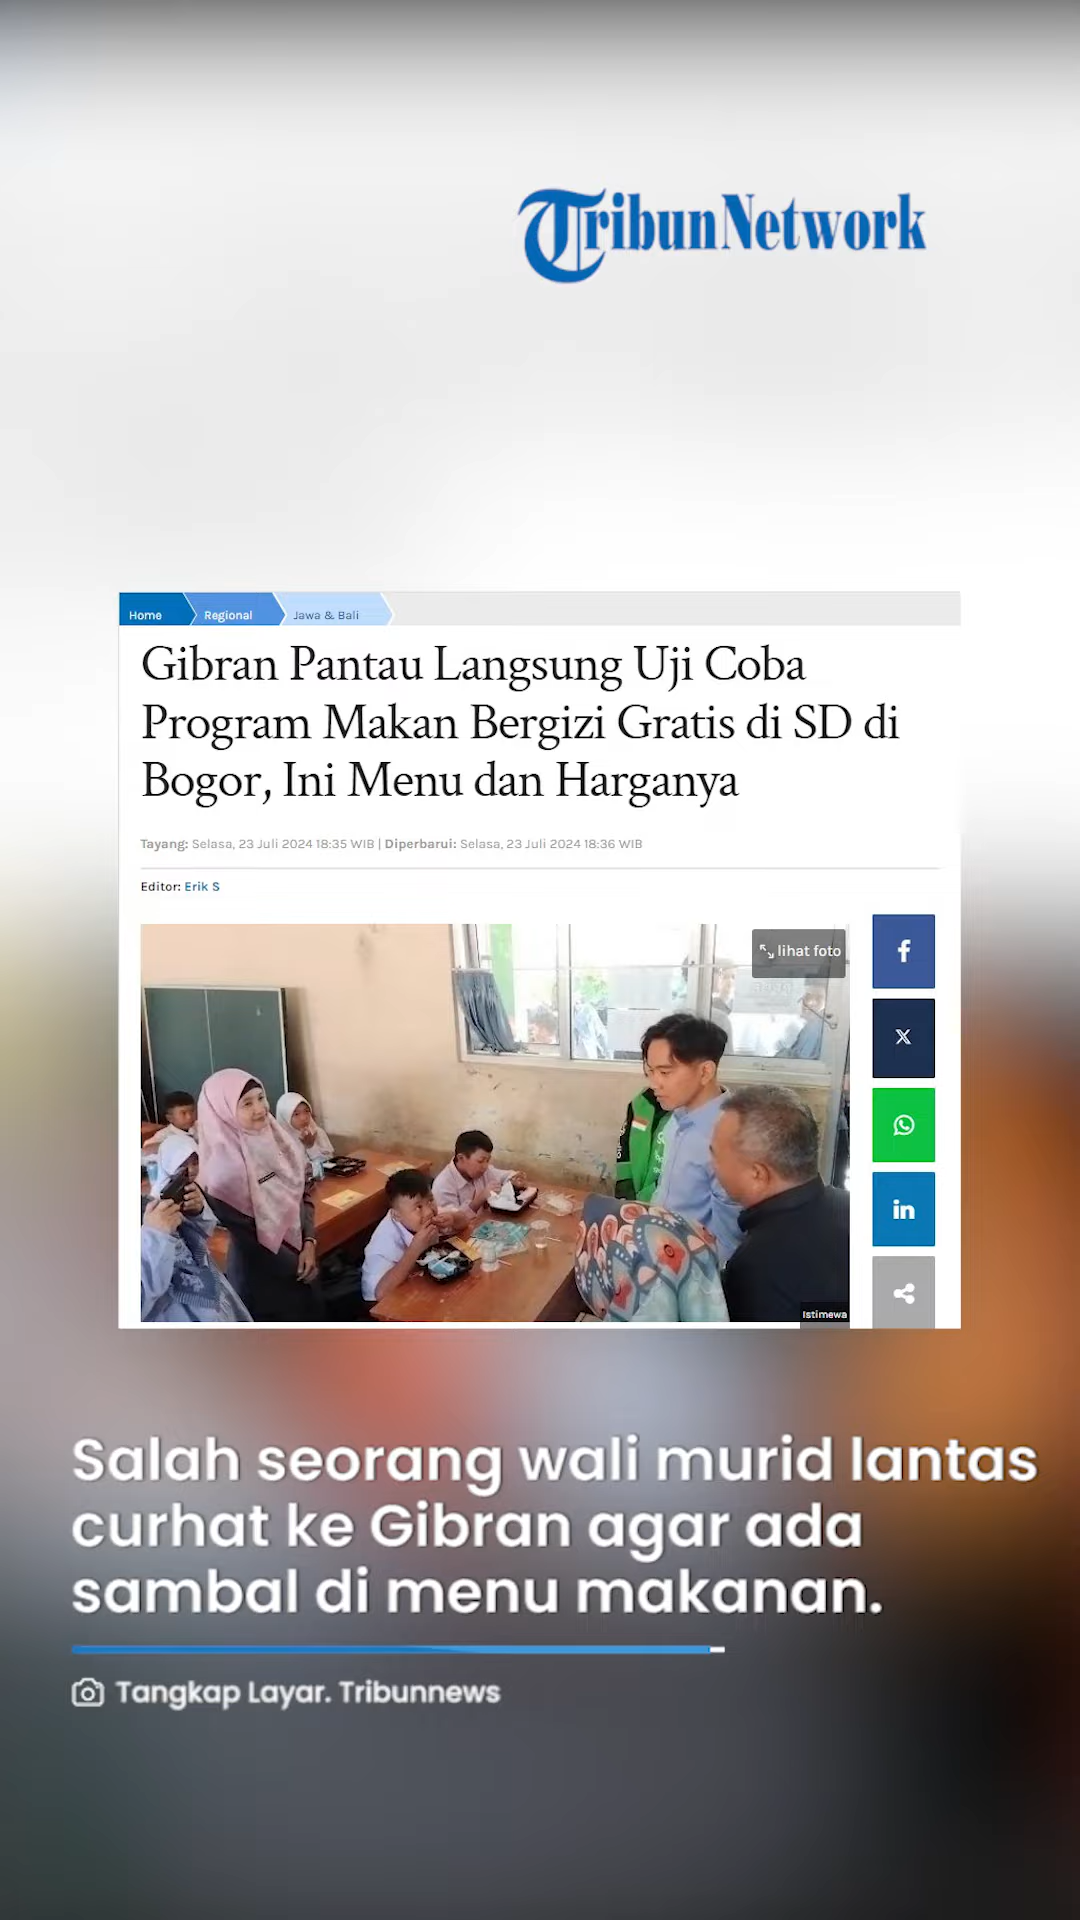 Tribun Network
Home Regional Jawa & Bali
Gibran Pantau Langsung Uji Coba
Program Makan Bergizi Gratis di SD di
Bogor, Ini Menu dan Harganya
Tayang: Selasa, 23 Juli 2024 18:35 WIB | Diperbarui: Selasa, 23 Juli 2024 18:36 WIB
Editor: Erik S
lihat foto
Istimewa
Salah seorang wali murid lantas
curhat ke Gibran agar ada
sambal di menu makanan.
Tangkap Layar. Tribunnews